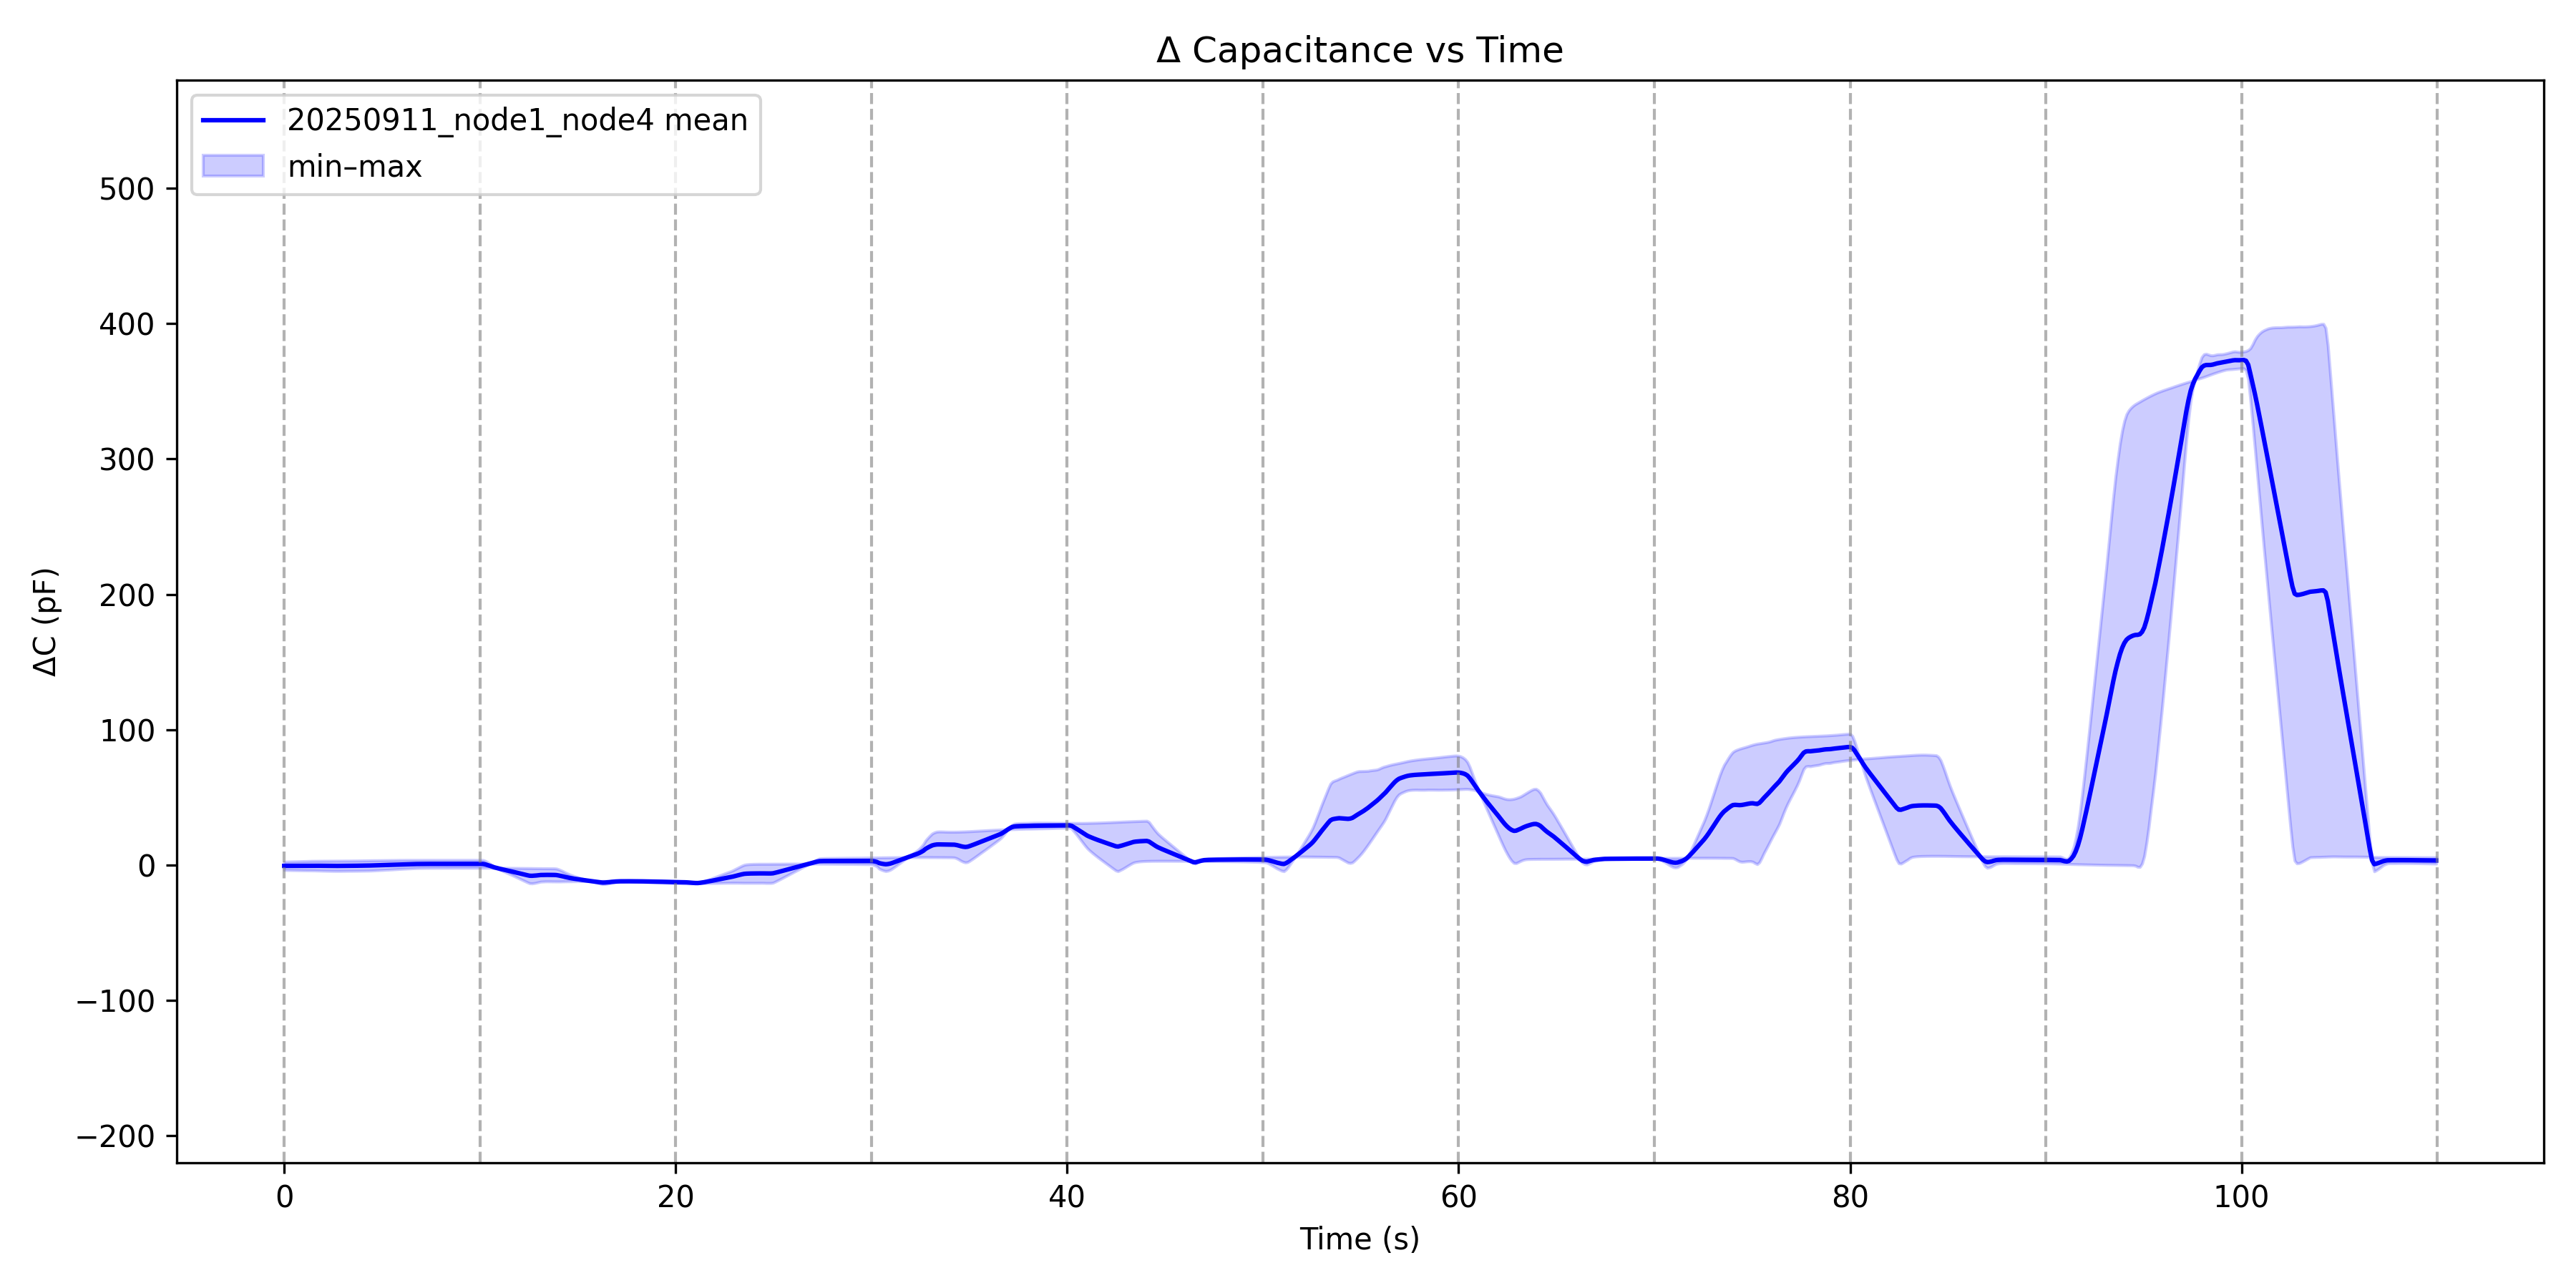 Δ Capacitance vs Time
20250911_node1_node4 mean
min–max
ΔC (pF)
500
400
300
200
100
0
−100
−200
0 20 40 60 80 100
Time (s)